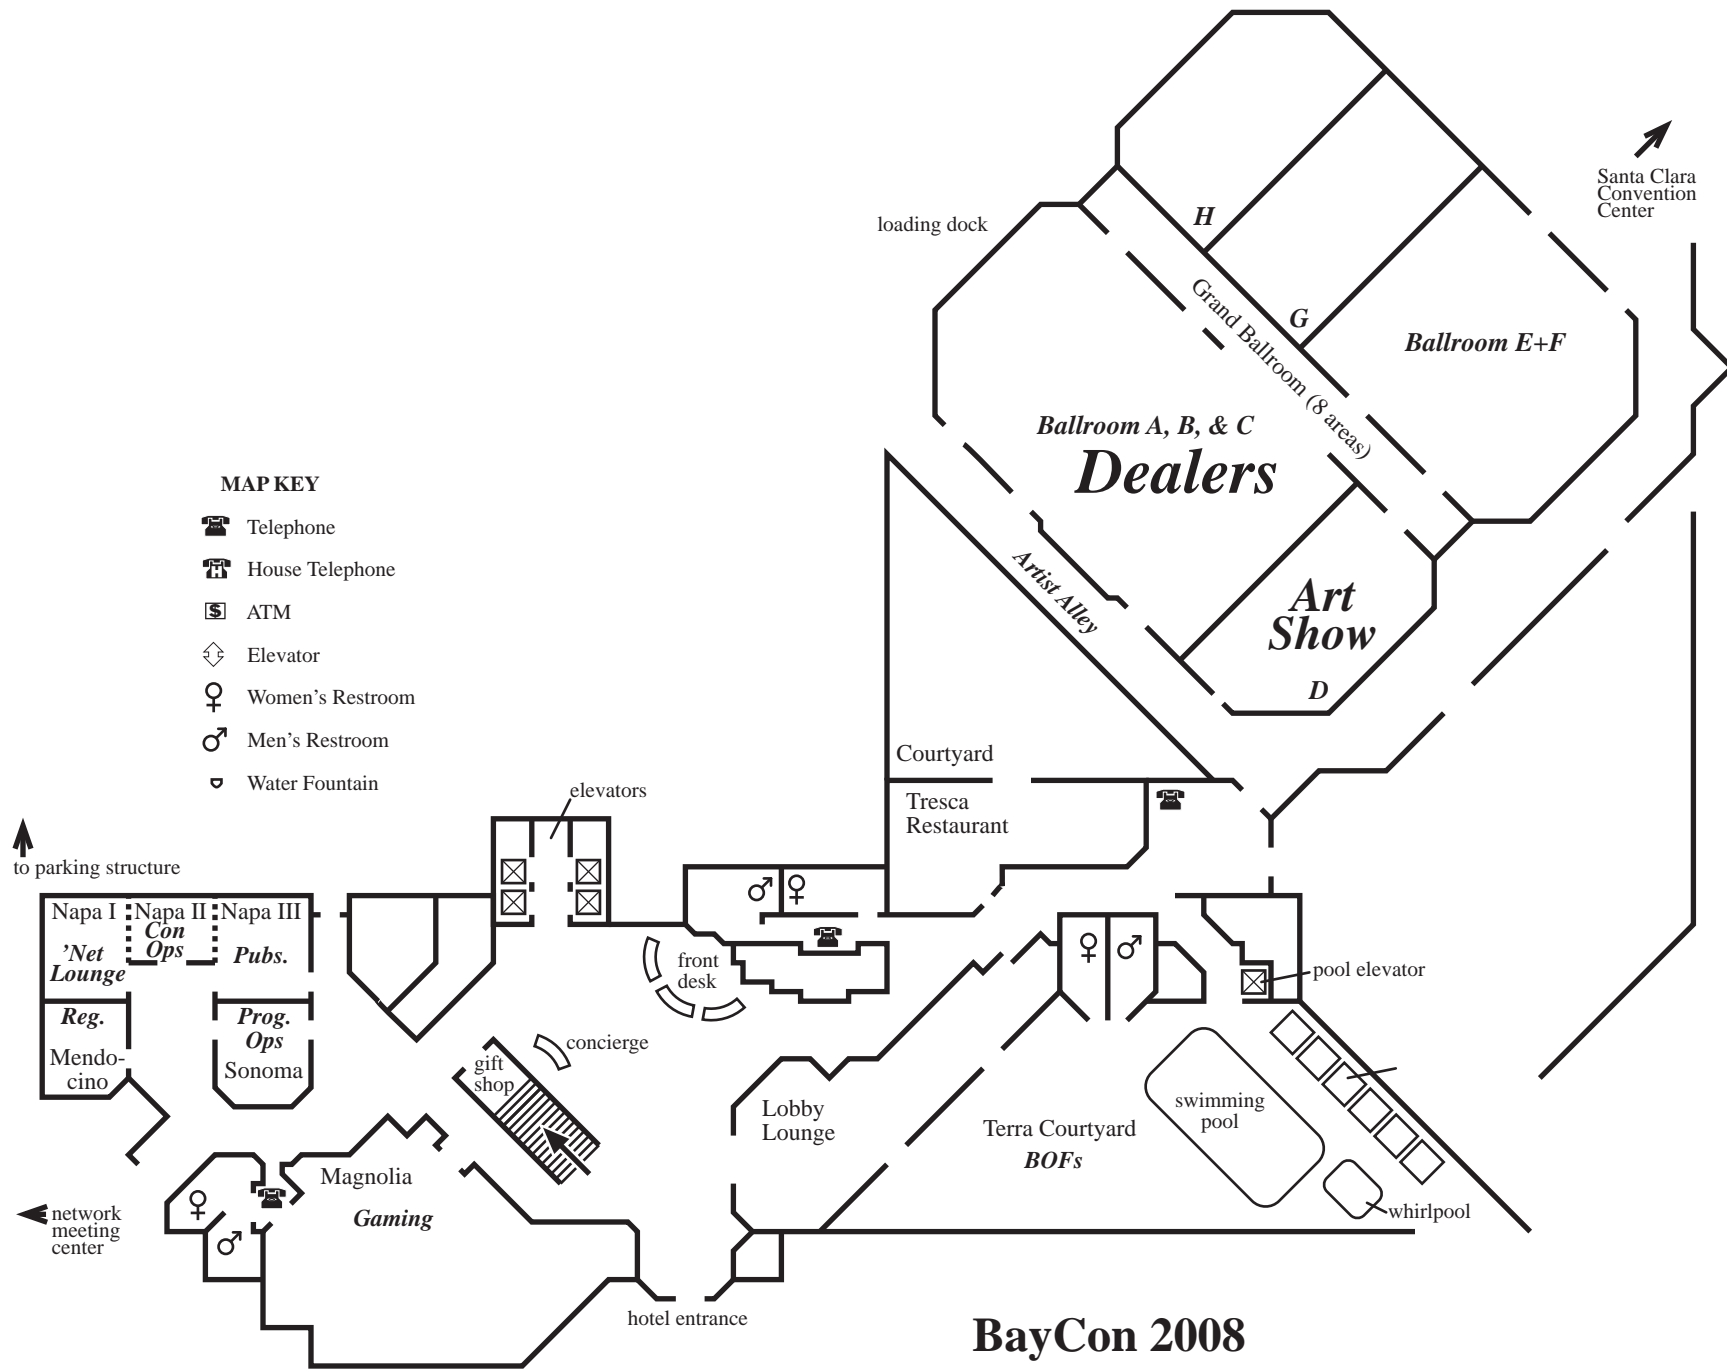 Santa Clara
Convention
Center
loading dock
H
Grand Ballroom (8 areas)
G
Ballroom E+F
Ballroom A, B, & C
Dealers
MAP KEY
Telephone
House Telephone
$ ATM
Elevator
Women's Restroom
Men's Restroom
Water Fountain
Artist Alley
Art
Show
D
Courtyard
Tresca
Restaurant
elevators
to parking structure
Napa I
Napa II
Napa III
'Net
Lounge
Con
Ops
Pubs.
Reg.
Mendo-
cino
Prog.
Ops
Sonoma
front
desk
pool elevator
concierge
gift
shop
Lobby
Lounge
Terra Courtyard
BOFs
swimming
pool
whirlpool
Magnolia
Gaming
network
meeting
center
hotel entrance
BayCon 2008